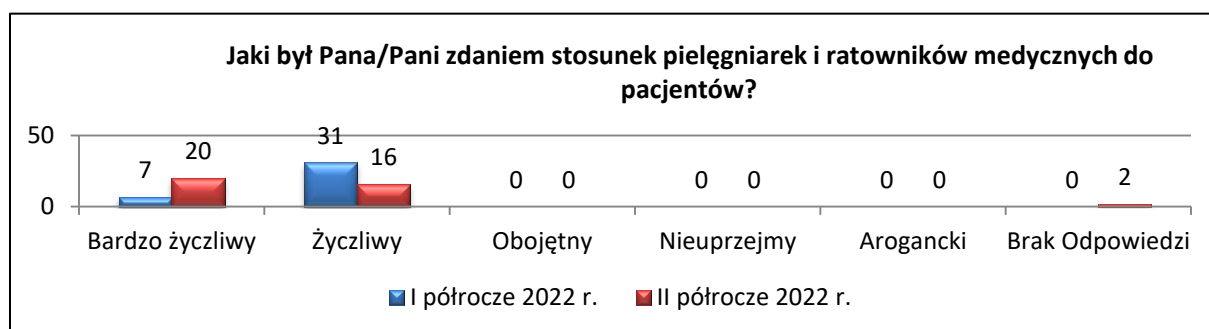 Jaki był Pana/Pani zdaniem stosunek pielęgniarek i ratowników medycznych do
pacjentów?
50
0
7 20 31 16 0 0 0 0 0 0 0 2
Bardzo życzliwy Życzliwy Obojętny Nieuprzejmy Arogancki Brak Odpowiedzi
I półrocze 2022 r. II półrocze 2022 r.